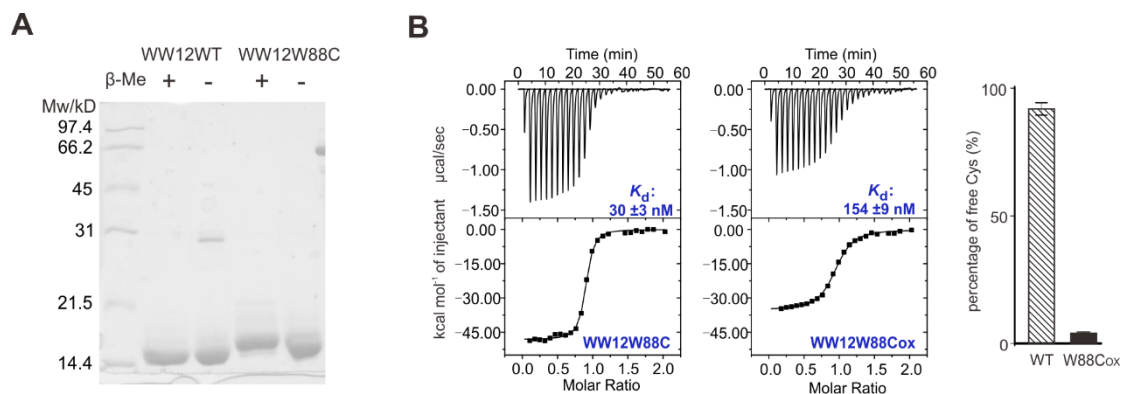 A
WW12WT WW12W88C
β-Me + - + -
Mw/kD
97.4
66.2
45
31
21.5
14.4
B
Time (min)
0 10 20 30 40 50 60
0.00
−0.50
−1.00
−1.50
μcal/sec
Kd:
30 ±3 nM
0.00
−15.00
−30.00
−45.00
kcal mol⁻¹ of injectant
WW12W88C
0.0 0.5 1.0 1.5 2.0
Molar Ratio
Time (min)
0 10 20 30 40 50 60
0.00
−0.50
−1.00
−1.50
Kd:
154 ±9 nM
0.00
−15.00
−30.00
−45.00
WW12W88Cox
0.0 0.5 1.0 1.5 2.0
Molar Ratio
percentage of free Cys (%)
100
50
0
WT W88Cox